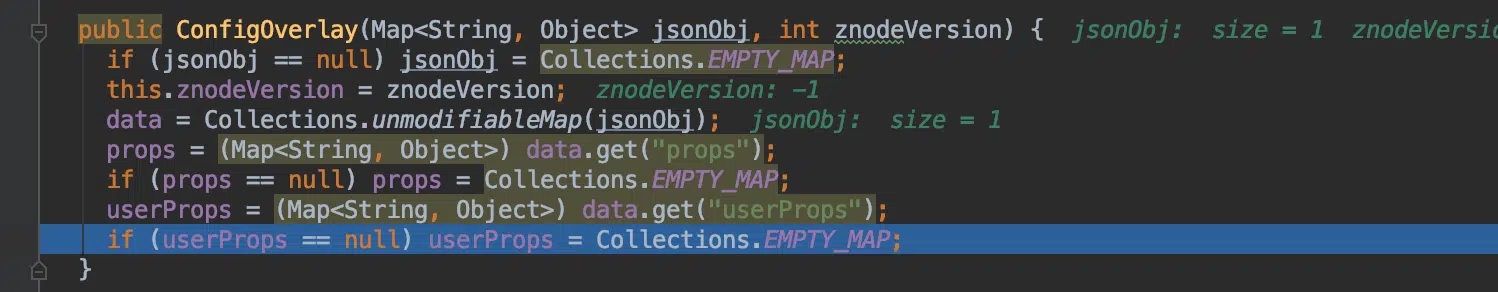 public ConfigOverlay(Map<String, Object> jsonObj, int znodeVersion) {  jsonObj:  size = 1  znodeVersio
if (jsonObj == null) jsonObj = Collections.EMPTY_MAP;
this.znodeVersion = znodeVersion;  znodeVersion: -1
data = Collections.unmodifiableMap(jsonObj);  jsonObj:  size = 1
props = (Map<String, Object>) data.get("props");
if (props == null) props = Collections.EMPTY_MAP;
userProps = (Map<String, Object>) data.get("userProps");
if (userProps == null) userProps = Collections.EMPTY_MAP;
}